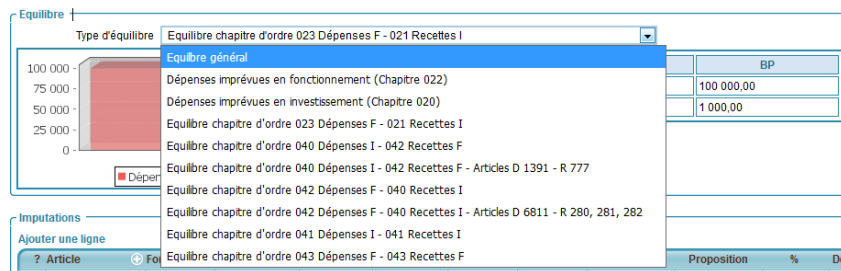 Equilibre
Type d'équilibre Equilibre chapitre d'ordre 023 Dépenses F - 021 Recettes I
Equilbre général
Dépenses imprévues en fonctionnement (Chapitre 022)
Dépenses imprévues en investissement (Chapitre 020)
Equilibre chapitre d'ordre 023 Dépenses F - 021 Recettes I
Equilibre chapitre d'ordre 040 Dépenses I - 042 Recettes F
Equilibre chapitre d'ordre 040 Dépenses I - 042 Recettes F - Articles D 1391 - R 777
Equilibre chapitre d'ordre 042 Dépenses F - 040 Recettes I
Equilibre chapitre d'ordre 042 Dépenses F - 040 Recettes I - Articles D 6811 - R 280, 281, 282
Equilibre chapitre d'ordre 041 Dépenses I - 041 Recettes I
Equilibre chapitre d'ordre 043 Dépenses F - 043 Recettes F
100 000
75 000
50 000
25 000
0
Dépen
BP
100 000,00
1 000,00
Imputations
Ajouter une ligne
? Article Fo Proposition % D